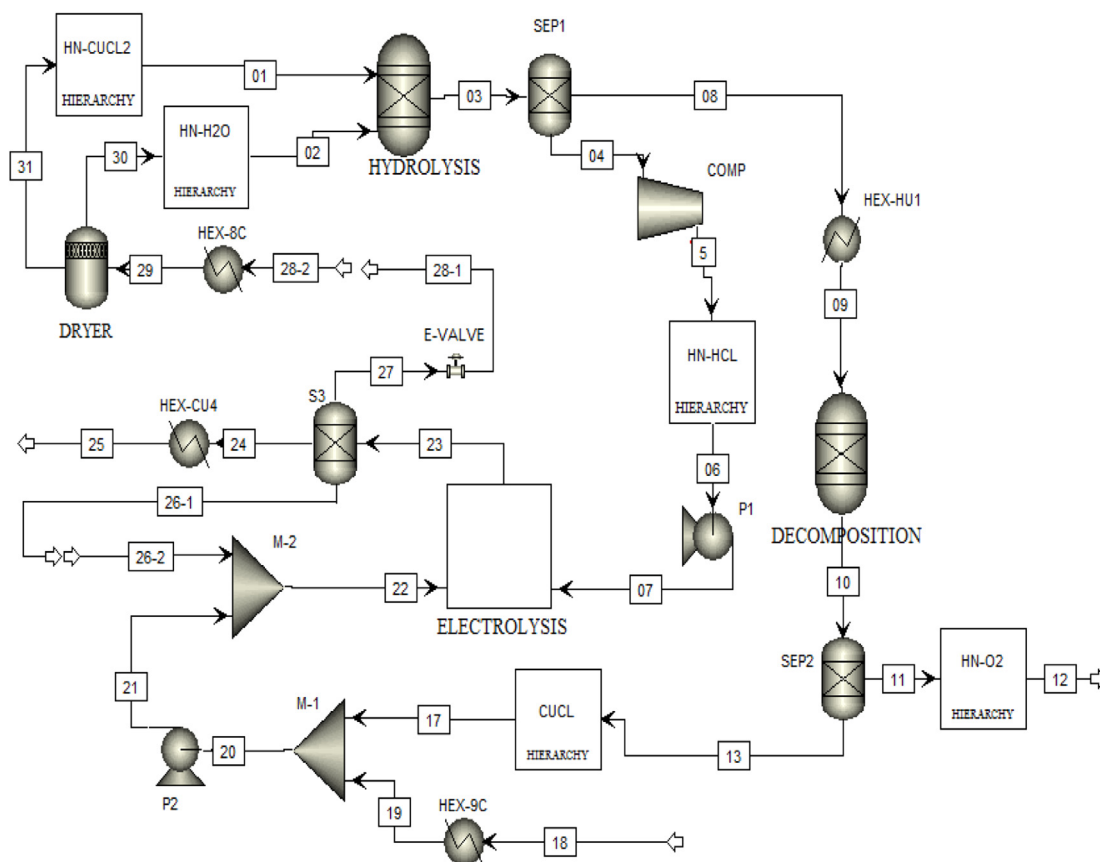 SEP1
HN-CUCL2
HIERARCHY
01
03
08
HN-H2O
HIERARCHY
30
02
31
04
HYDROLYSIS
COMP
HEX-HU1
HEX-8C
5
29
28-2
28-1
09
DRYER
E-VALVE
HN-HCL
HIERARCHY
27
S3
HEX-CU4
25
24
23
06
26-1
P1
DECOMPOSITION
M-2
26-2
10
22
07
ELECTROLYSIS
SEP2
HN-O2
HIERARCHY
11
12
21
M-1
17
CUCL
HIERARCHY
20
13
P2
19
HEX-9C
18